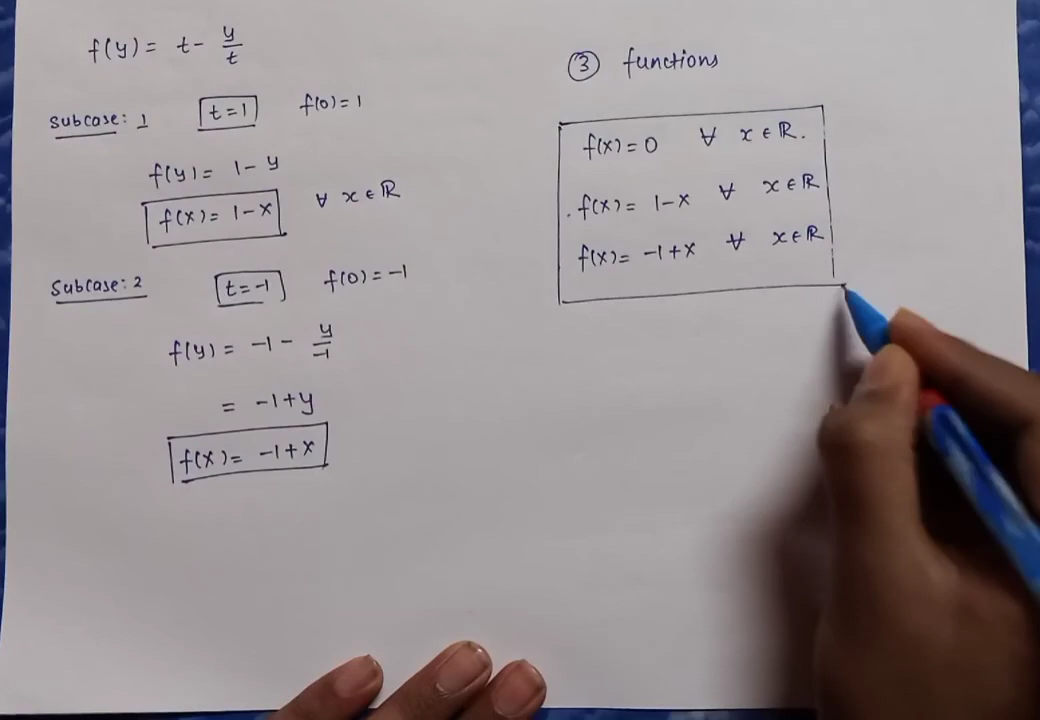 f(y) = t - y/t
Subcase: 1 t=1 f(0)=1
f(y) = 1-y
f(x) = 1-x ∀ x∈ℝ
Subcase: 2 t=-1 f(0)=-1
f(y) = -1 - y/-1
= -1+y
f(x) = -1+x
③ functions
f(x)=0 ∀ x∈ℝ.
. f(x)= 1-x ∀ x∈ℝ
f(x)= -1+x ∀ x∈ℝ